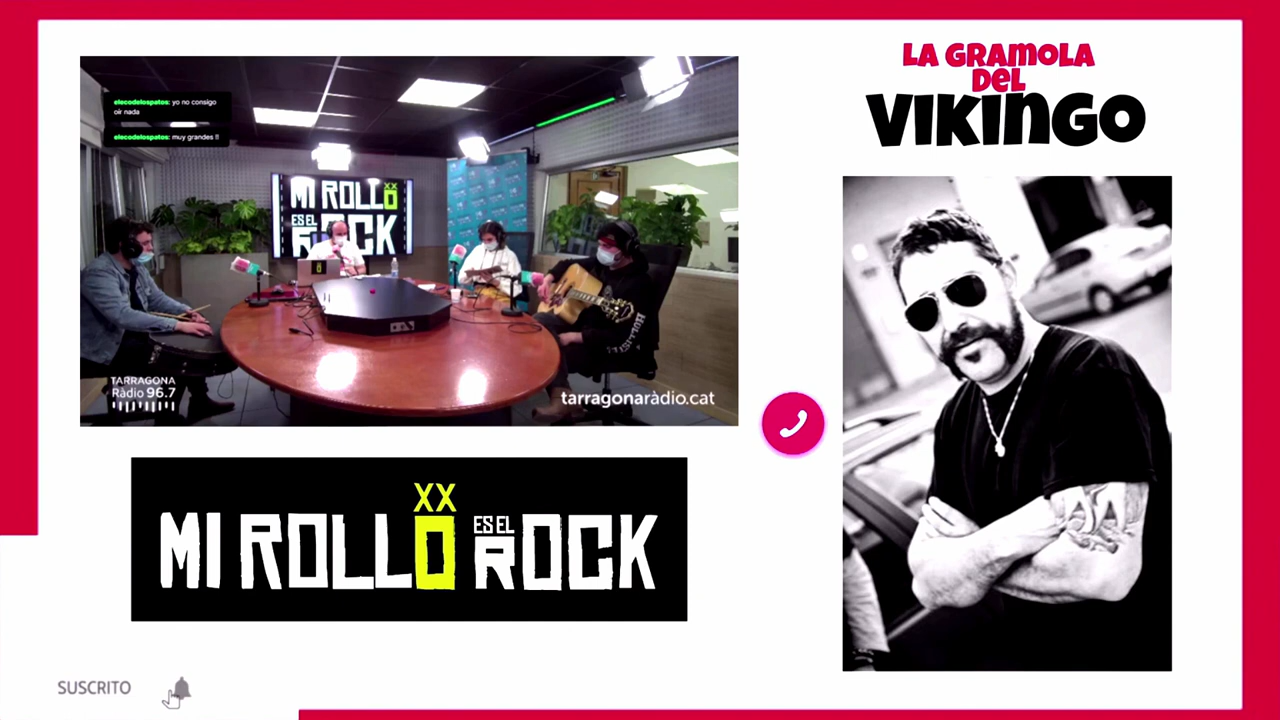 LA GRAMOLA
DEL
VIKINGO
elecodelospatos: yo no consigo
oir nada
elecodelospatos: muy grandes !!
MI ROLLO
XX
ES EL
ROCK
TARRAGONA
Ràdio 96.7
tarragonaràdio.cat
XX
MI ROLLO ES EL ROCK
SUSCRITO